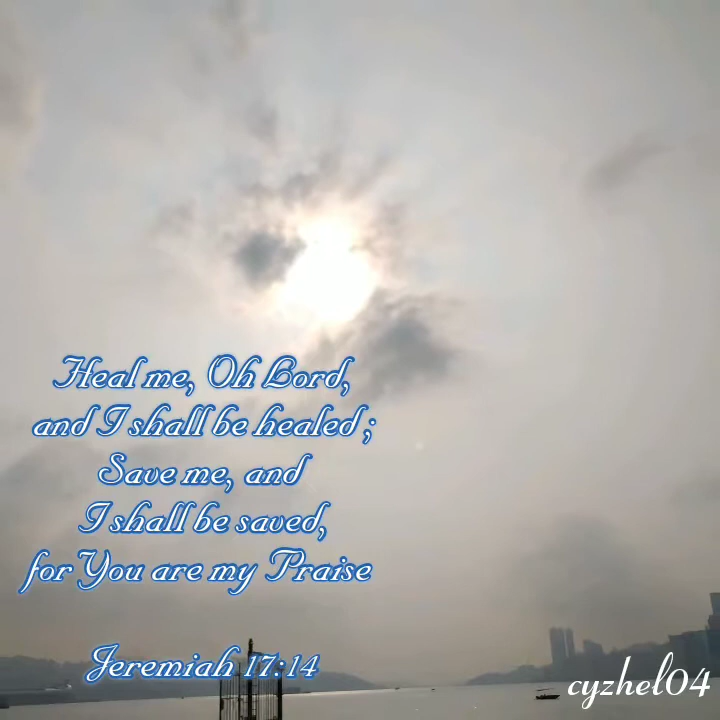 Heal me, Oh Lord,
and I shall be healed ;
Save me, and
I shall be saved,
for You are my Praise
Jeremiah 17:14
cyzhel04